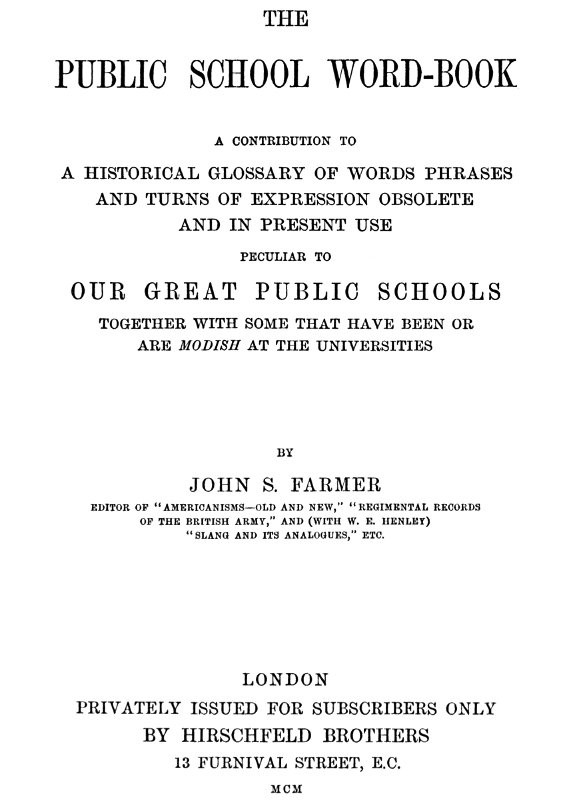 THE
PUBLIC SCHOOL WORD-BOOK
A CONTRIBUTION TO
A HISTORICAL GLOSSARY OF WORDS PHRASES
AND TURNS OF EXPRESSION OBSOLETE
AND IN PRESENT USE
PECULIAR TO
OUR GREAT PUBLIC SCHOOLS
TOGETHER WITH SOME THAT HAVE BEEN OR
ARE MODISH AT THE UNIVERSITIES
BY
JOHN S. FARMER
EDITOR OF "AMERICANISMS—OLD AND NEW," "REGIMENTAL RECORDS
OF THE BRITISH ARMY," AND (WITH W. E. HENLEY)
"SLANG AND ITS ANALOGUES," ETC.
LONDON
PRIVATELY ISSUED FOR SUBSCRIBERS ONLY
BY HIRSCHFELD BROTHERS
13 FURNIVAL STREET, E.C.
MCM